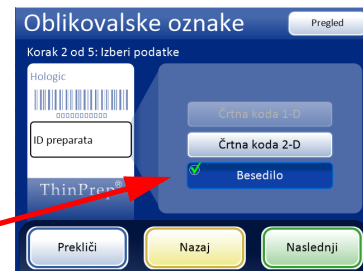 Oblikovalske oznake
Pregled
Korak 2 od 5: Izberi podatke
Hologic
00000000000
ID preparata
ThinPrep®
Črtna koda 1-D
Črtna koda 2-D
Besedilo
Prekliči
Nazaj
Naslednji